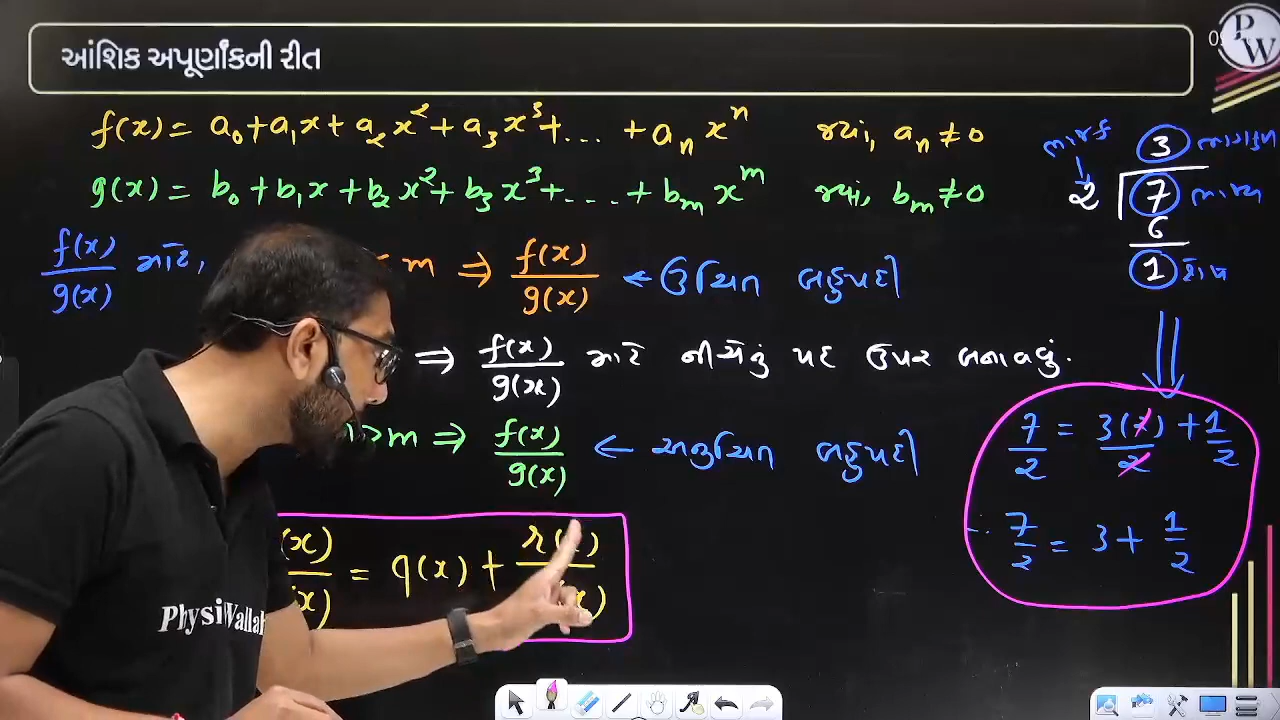 આંશિક અપૂર્ણાંકની રીત
PW
f(x) = a₀ + a₁x + a₂x² + a₃x³ + ... + aₙxⁿ જ્યાં, aₙ ≠ 0
g(x) = b₀ + b₁x + b₂x² + b₃x³ + ... + bₘxᵐ જ્યાં, bₘ ≠ 0
f(x)/g(x) માટે, m ⇒ f(x)/g(x) ← ઉચિત બહુપદી
⇒ f(x)/g(x) માટે નીચેનું પદ ઉપર બનાવવું.
>m ⇒ f(x)/g(x) ← અનુચિત બહુપદી
(x)/(x) = q(x) + r(x)/(x)
ભાજક
3 ભાગફળ
2 7 ભાજ્ય
6
1 શેષ
7/2 = 3(2)/2 + 1/2
∴ 7/2 = 3 + 1/2
PhysicsWallah